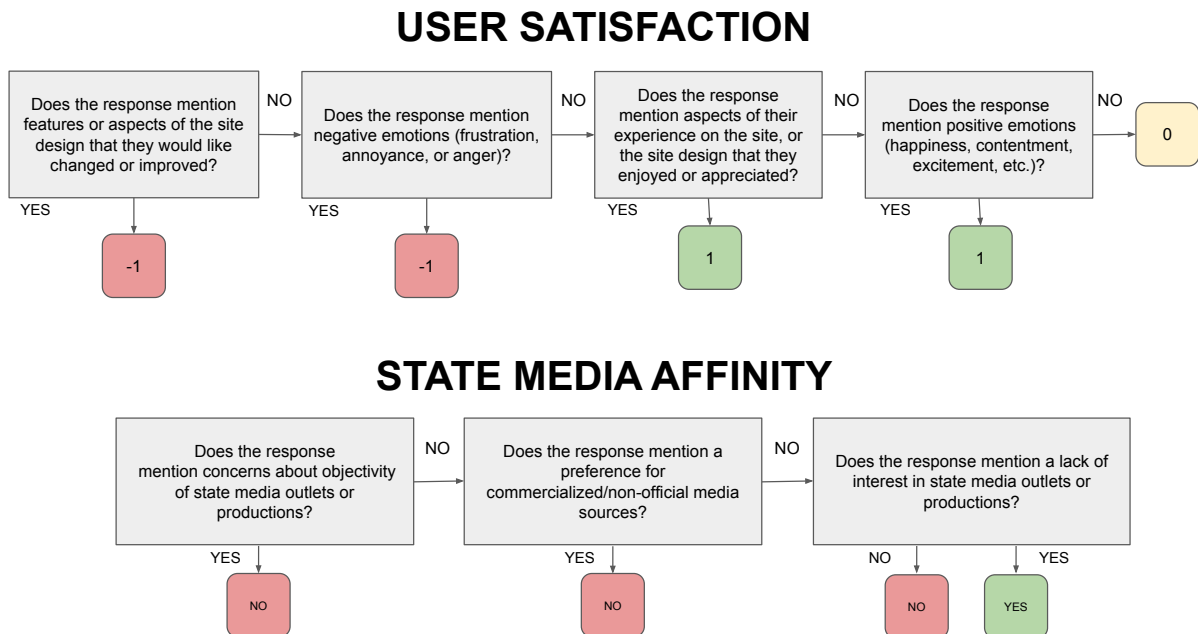 USER SATISFACTION
Does the response mention
features or aspects of the site
design that they would like
changed or improved?
NO
Does the response mention
negative emotions (frustration,
annoyance, or anger)?
NO
Does the response
mention aspects of their
experience on the site, or
the site design that they
enjoyed or appreciated?
NO
Does the response
mention positive emotions
(happiness, contentment,
excitement, etc.)?
NO
0
YES
-1
YES
-1
YES
1
YES
1
STATE MEDIA AFFINITY
Does the response
mention concerns about objectivity
of state media outlets or
productions?
NO
Does the response mention a
preference for
commercialized/non-official media
sources?
NO
Does the response mention a lack of
interest in state media outlets or
productions?
YES
NO
YES
NO
NO
NO
YES
YES